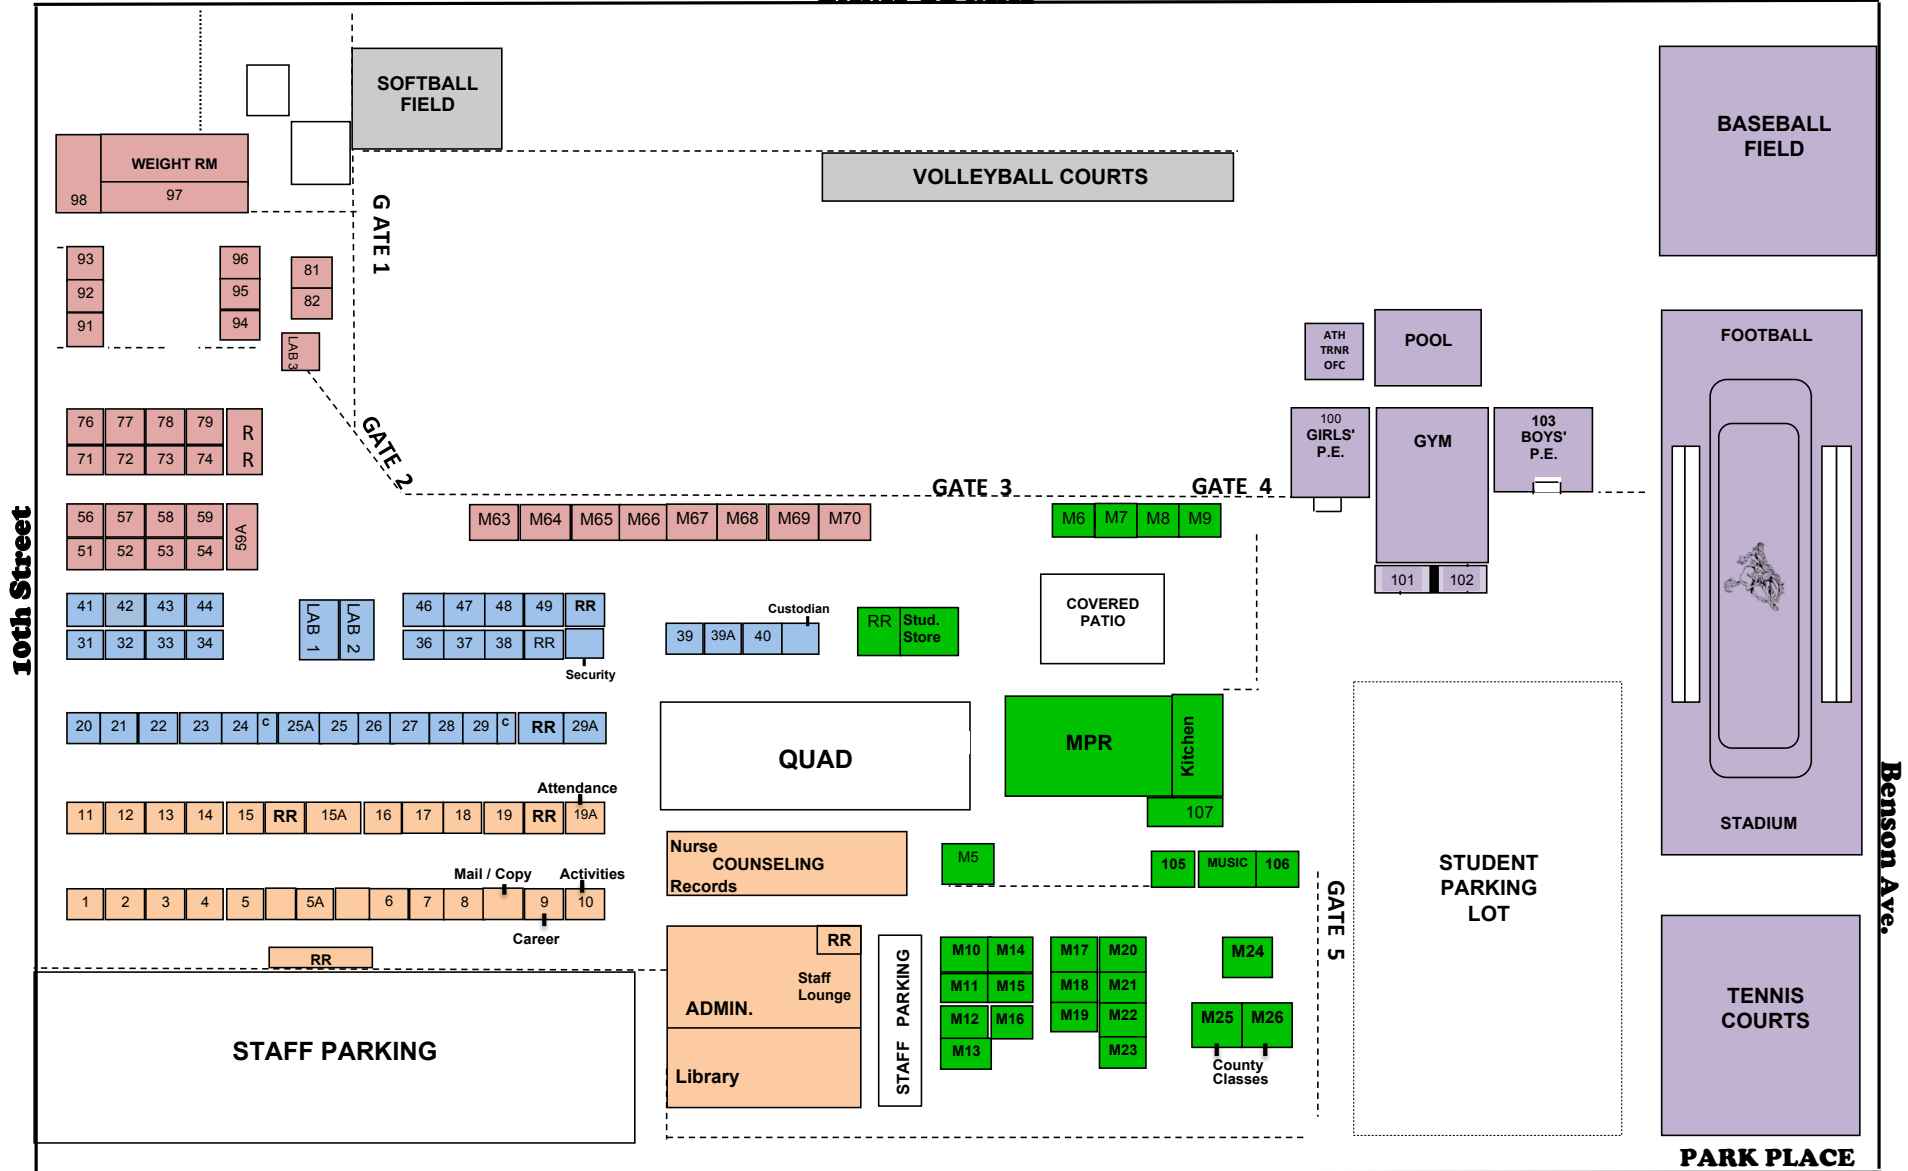 SOFTBALL
FIELD
BASEBALL
FIELD
VOLLEYBALL COURTS
WEIGHT RM
97
98
G ATE 1
93
92
91
96
95
94
81
82
LAB 3
GATE 2
ATH
TRNR
OFC
POOL
FOOTBALL
76 77 78 79 R
71 72 73 74 R
100
GIRLS'
P.E.
GYM
103
BOYS'
P.E.
GATE 3
GATE 4
56 57 58 59
51 52 53 54
59A
M63 M64 M65 M66 M67 M68 M69 M70
M6 M7 M8 M9
101 102
10th Street
41 42 43 44
31 32 33 34
LAB 1
LAB 2
46 47 48 49 RR
36 37 38 RR
Security
Custodian
39 39A 40
RR Stud.
Store
COVERED
PATIO
20 21 22 23 24 C 25A 25 26 27 28 29 C RR 29A
QUAD
MPR
Kitchen
107
Benson Ave.
Attendance
11 12 13 14 15 RR 15A 16 17 18 19 RR 19A
STADIUM
Nurse
COUNSELING
Records
M5
105 MUSIC 106
STUDENT
PARKING
LOT
GATE 5
Mail / Copy
Activities
1 2 3 4 5 5A 6 7 8 9 10
Career
RR
RR
Staff
Lounge
ADMIN.
Library
STAFF PARKING
STAFF PARKING
M10 M14
M11 M15
M12 M16
M13
M17 M20
M18 M21
M19 M22
M23
M24
M25 M26
County
Classes
TENNIS
COURTS
PARK PLACE